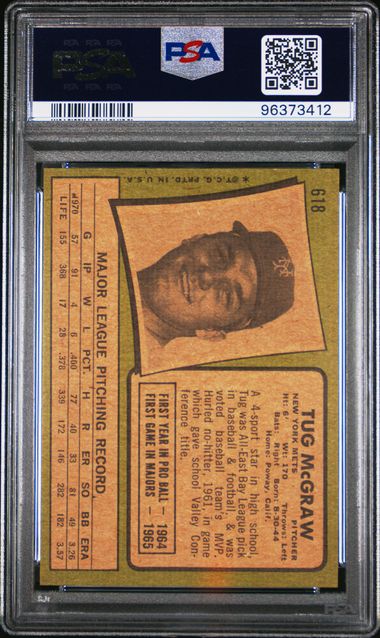 PSA
PSA
96373412
618
TUG McGRAW
NEW YORK METS PITCHER
Ht: 6' Wt: 170 Throws: Left
Bats: Right Born: 8-30-44
Home: Poway, Calif.
A 4-sport star in high school,
Tug was All-East Bay League pick
in baseball & football, & was
voted baseball team's MVP.
Hurled no-hitter, 1961, in game
which gave school Valley Con-
ference title.
FIRST YEAR IN PRO BALL — 1964
FIRST GAME IN MAJORS — 1965
MAJOR LEAGUE PITCHING RECORD
G IP W L PCT. H R ER SO BB ERA
1970 57 91 4 6 .400 77 40 33 81 49 3.26
LIFE 155 368 17 28 .378 339 172 146 282 182 3.57
* © T.C.G. PRTD. IN U.S.A.